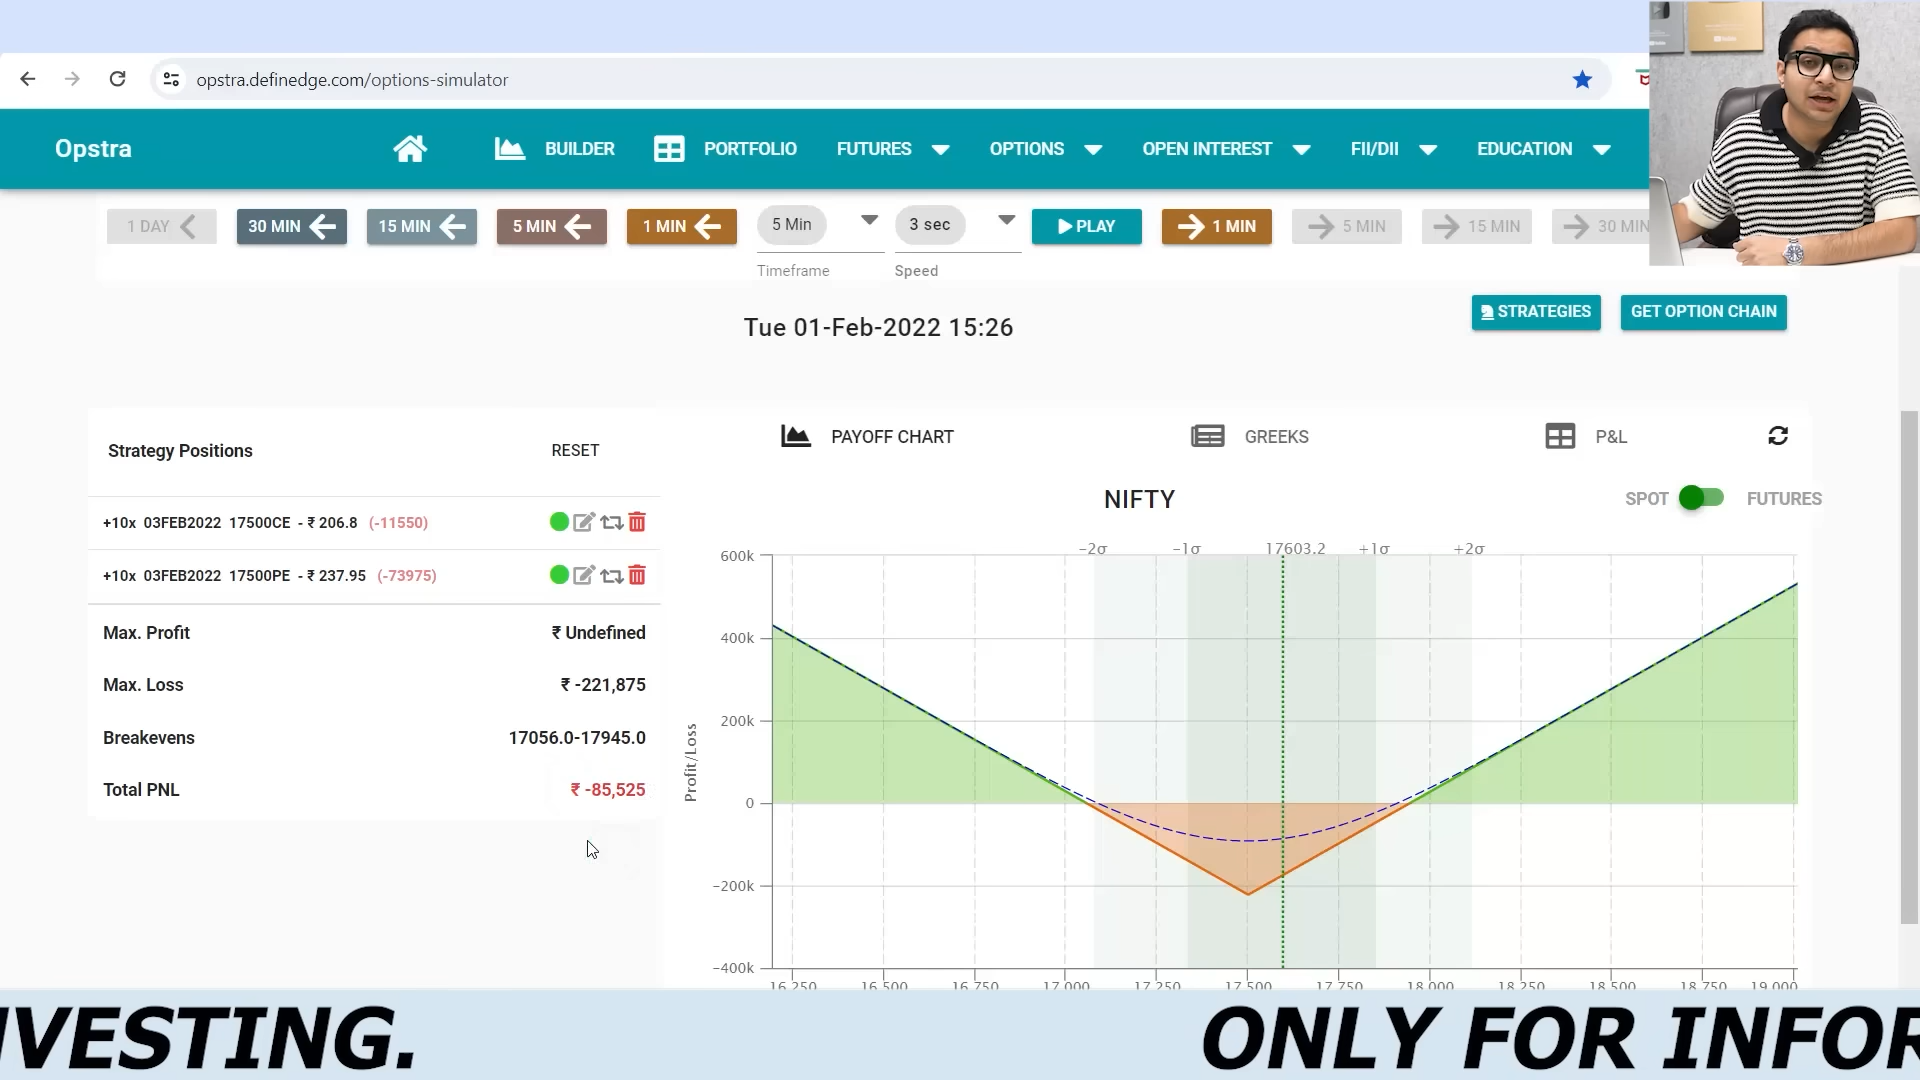 opstra.definedge.com/options-simulator
Opstra
BUILDER
PORTFOLIO
FUTURES
OPTIONS
OPEN INTEREST
FII/DII
EDUCATION
1 DAY
30 MIN
15 MIN
5 MIN
1 MIN
5 Min
Timeframe
3 sec
Speed
PLAY
1 MIN
5 MIN
15 MIN
30 MIN
Tue 01-Feb-2022 15:26
STRATEGIES
GET OPTION CHAIN
Strategy Positions
RESET
+10x 03FEB2022 17500CE - ₹ 206.8 (-11550)
+10x 03FEB2022 17500PE - ₹ 237.95 (-73975)
Max. Profit
₹ Undefined
Max. Loss
₹ -221,875
Breakevens
17056.0-17945.0
Total PNL
₹ -85,525
PAYOFF CHART
GREEKS
P&L
NIFTY
SPOT
FUTURES
-2σ
-1σ
17603.2
+1σ
+2σ
600k
400k
200k
0
−200k
−400k
Profit/Loss
16,250
16,500
16,750
17,000
17,250
17,500
17,750
18,000
18,250
18,500
18,750
19,000
NVESTING.
ONLY FOR INFOR